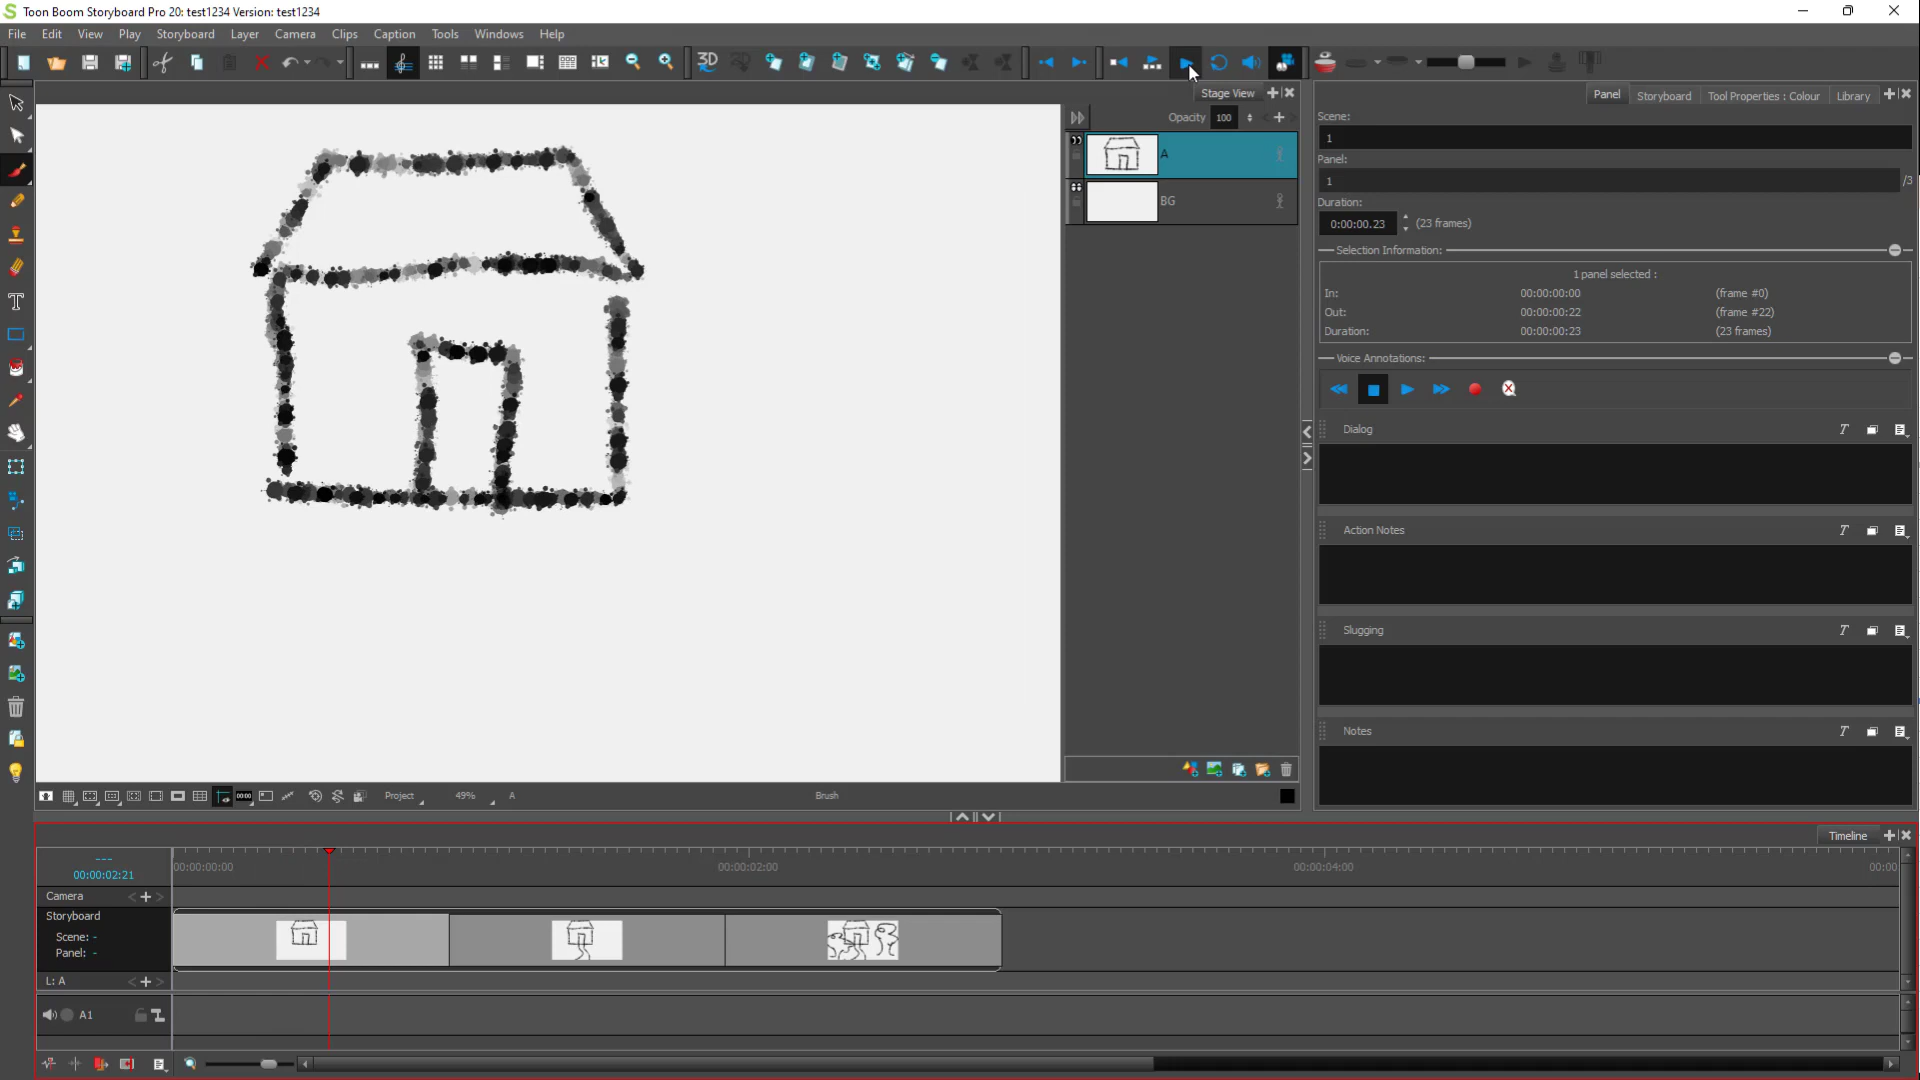 Toon Boom Storyboard Pro 20: test1234 Version: test1234
File Edit View Play Storyboard Layer Camera Clips Caption Tools Windows Help
3D
Stage View
Opacity 100
A
BG
Panel Storyboard Tool Properties : Colour Library
Scene:
1
Panel:
1 /3
Duration:
0:00:00.23 (23 frames)
Selection Information:
1 panel selected :
In: 00:00:00:00 (frame #0)
Out: 00:00:00:22 (frame #22)
Duration: 00:00:00:23 (23 frames)
Voice Annotations:
Dialog
Action Notes
Slugging
Notes
Project 49% A Brush
Timeline
---
00:00:02:21
00:00:00:00 00:00:02:00 00:00:04:00 00:00
Camera
Storyboard
Scene: -
Panel: -
L: A
A1